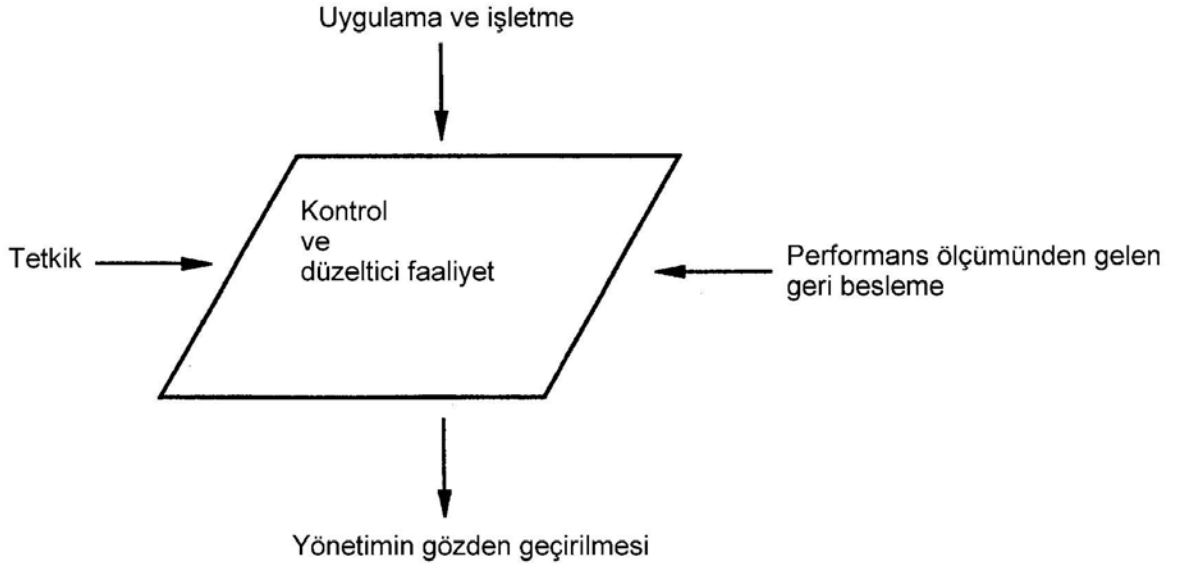 Uygulama ve işletme
Kontrol
ve
düzeltici faaliyet
Tetkik
Performans ölçümünden gelen
geri besleme
Yönetimin gözden geçirilmesi